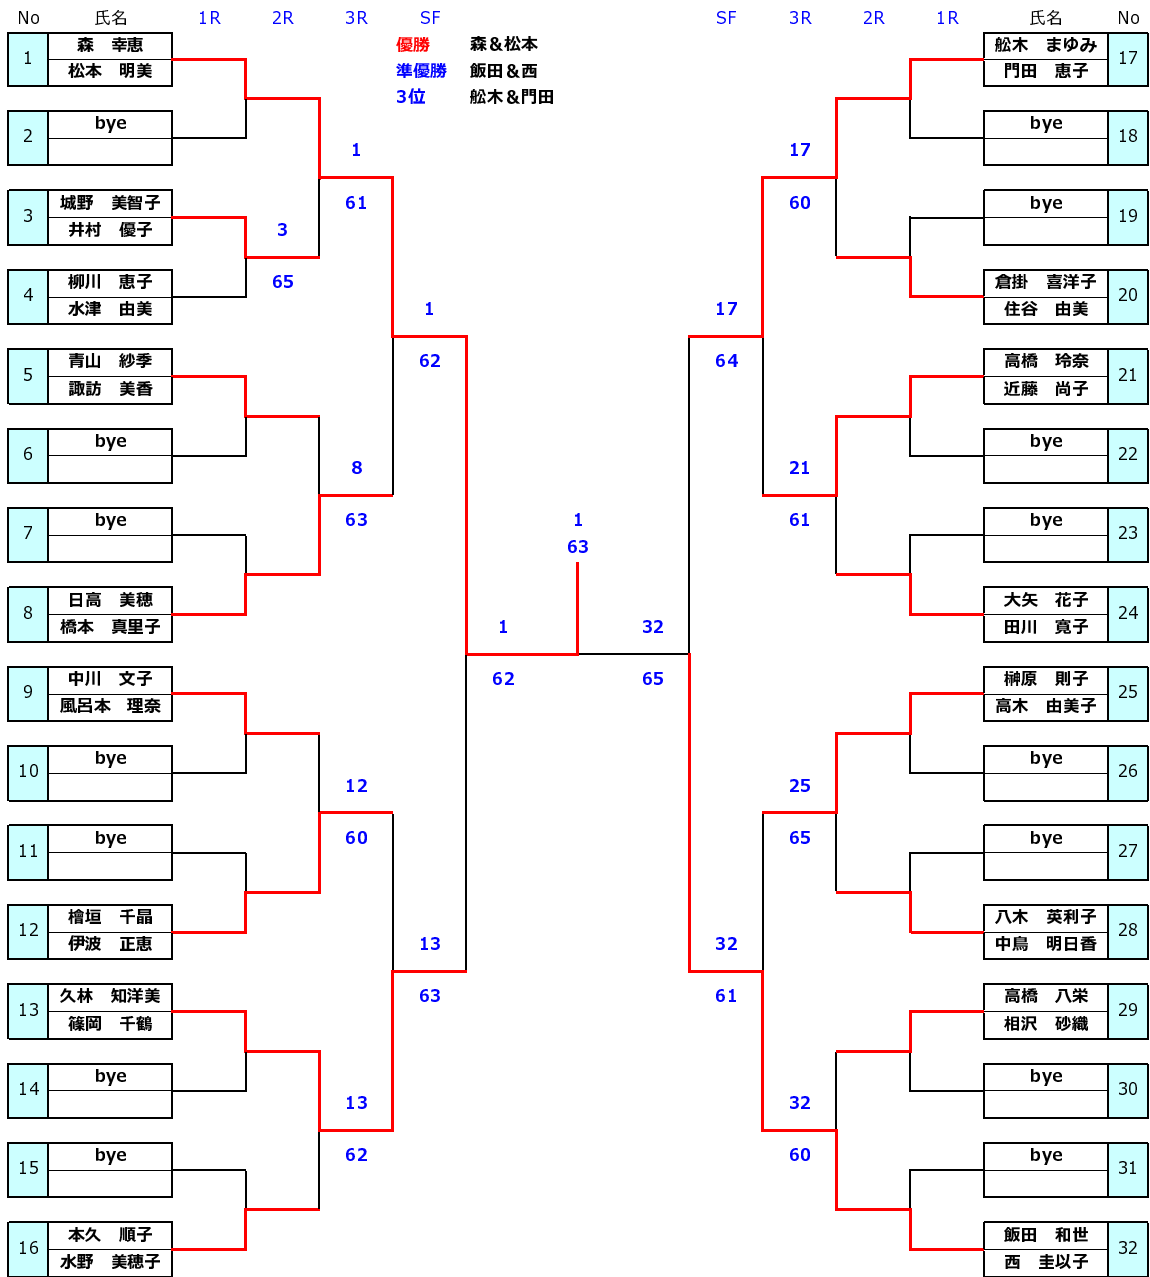 No 氏名 1R 2R 3R SF SF 3R 2R 1R 氏名 No
優勝 森＆松本
準優勝 飯田＆西
3位 舩木＆門田
1 森 幸恵
松本 明美
2 bye
3 城野 美智子
井村 優子
4 柳川 恵子
水津 由美
5 青山 紗季
諏訪 美香
6 bye
7 bye
8 日高 美穂
橋本 真里子
9 中川 文子
風呂本 理奈
10 bye
11 bye
12 檜垣 千晶
伊波 正恵
13 久林 知洋美
篠岡 千鶴
14 bye
15 bye
16 本久 順子
水野 美穂子
3
65
1
61
8
63
12
60
13
62
1
62
13
63
1
62
1
63
32
65
17
64
32
61
17
60
21
61
25
65
32
60
舩木 まゆみ 17
門田 恵子
bye 18
bye 19
倉掛 喜洋子 20
住谷 由美
高橋 玲奈 21
近藤 尚子
bye 22
bye 23
大矢 花子 24
田川 寛子
榊原 則子 25
高木 由美子
bye 26
bye 27
八木 英利子 28
中鳥 明日香
高橋 八栄 29
相沢 砂織
bye 30
bye 31
飯田 和世 32
西 圭以子